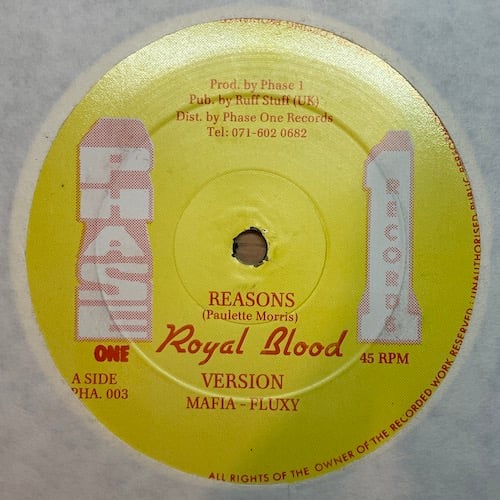 Prod. by Phase 1
Pub. by Ruff Stuff (UK)
Dist. by Phase One Records
Tel: 071-602 0682
PHASE
ONE
1
RECORDS
REASONS
(Paulette Morris)
Royal Blood
45 RPM
A SIDE
PHA. 003
VERSION
MAFIA - FLUXY
ALL RIGHTS OF THE OWNER OF THE RECORDED WORK RESERVED. UNAUTHORISED PUBLIC